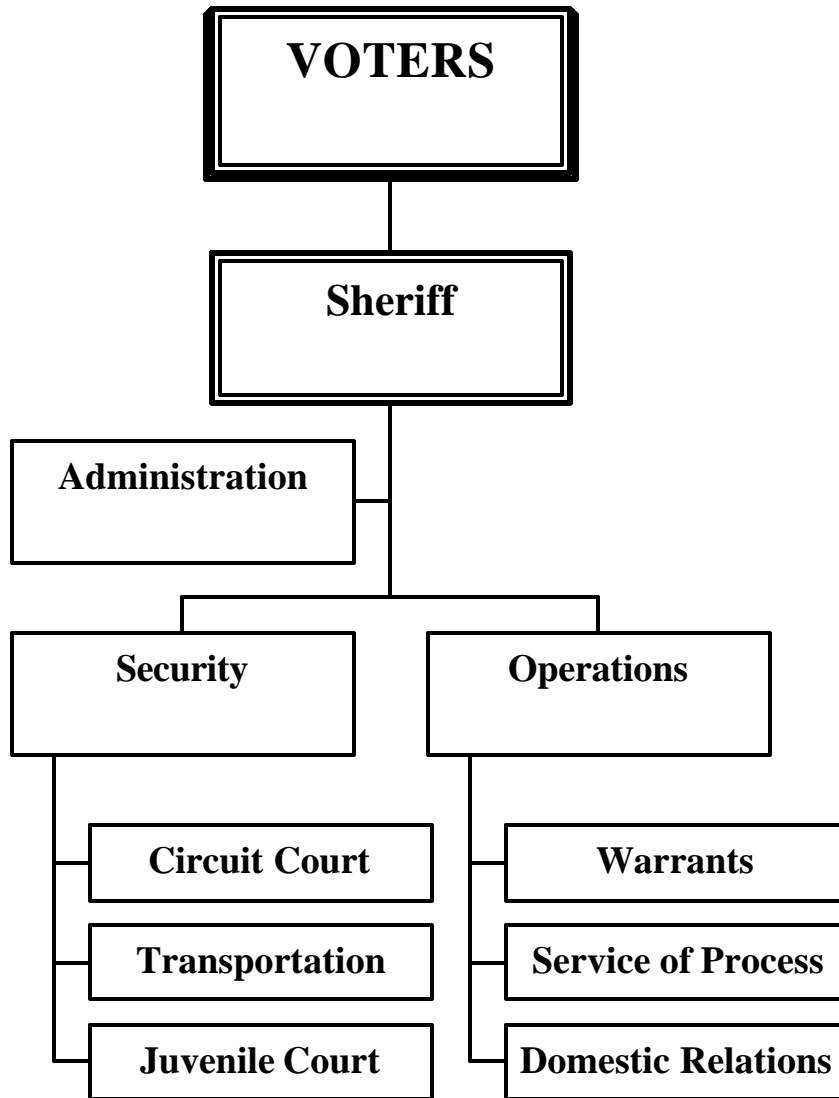 VOTERS
Sheriff
Administration
Security
Operations
Circuit Court
Warrants
Transportation
Service of Process
Juvenile Court
Domestic Relations